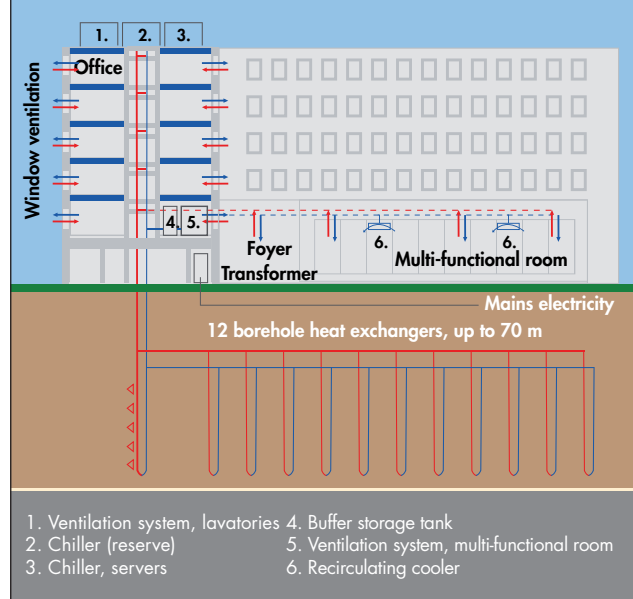 1. 2. 3.
Office
Window ventilation
4. 5.
6. 6.
Foyer Multi-functional room
Transformer
Mains electricity
12 borehole heat exchangers, up to 70 m
1. Ventilation system, lavatories 4. Buffer storage tank
2. Chiller (reserve) 5. Ventilation system, multi-functional room
3. Chiller, servers 6. Recirculating cooler